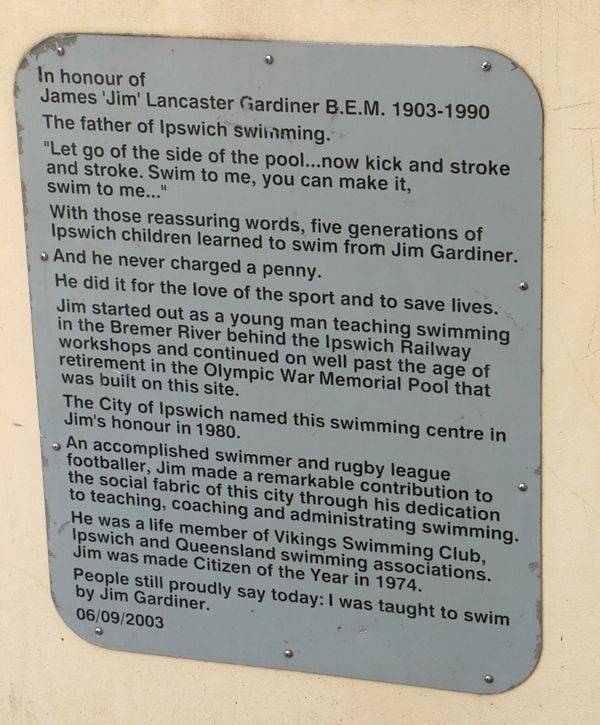 In honour of
James 'Jim' Lancaster Gardiner B.E.M. 1903-1990
The father of Ipswich swimming.
"Let go of the side of the pool...now kick and stroke
and stroke. Swim to me, you can make it,
swim to me..."
With those reassuring words, five generations of
Ipswich children learned to swim from Jim Gardiner.
And he never charged a penny.
He did it for the love of the sport and to save lives.
Jim started out as a young man teaching swimming
in the Bremer River behind the Ipswich Railway
workshops and continued on well past the age of
retirement in the Olympic War Memorial Pool that
was built on this site.
The City of Ipswich named this swimming centre in
Jim's honour in 1980.
An accomplished swimmer and rugby league
footballer, Jim made a remarkable contribution to
the social fabric of this city through his dedication
to teaching, coaching and administrating swimming.
He was a life member of Vikings Swimming Club,
Ipswich and Queensland swimming associations.
Jim was made Citizen of the Year in 1974.
People still proudly say today: I was taught to swim
by Jim Gardiner.
06/09/2003